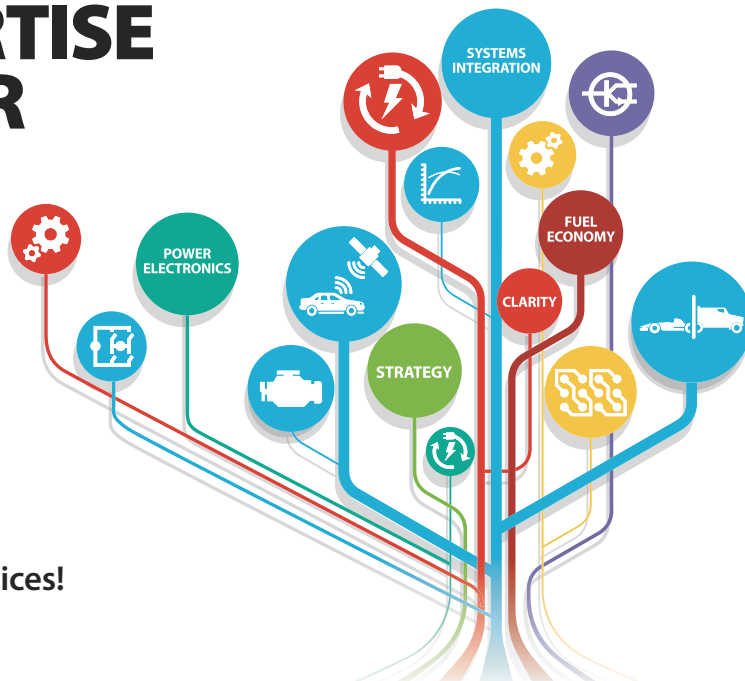 RTISE
R
SYSTEMS
INTEGRATION
FUEL
ECONOMY
POWER
ELECTRONICS
CLARITY
STRATEGY
ices!